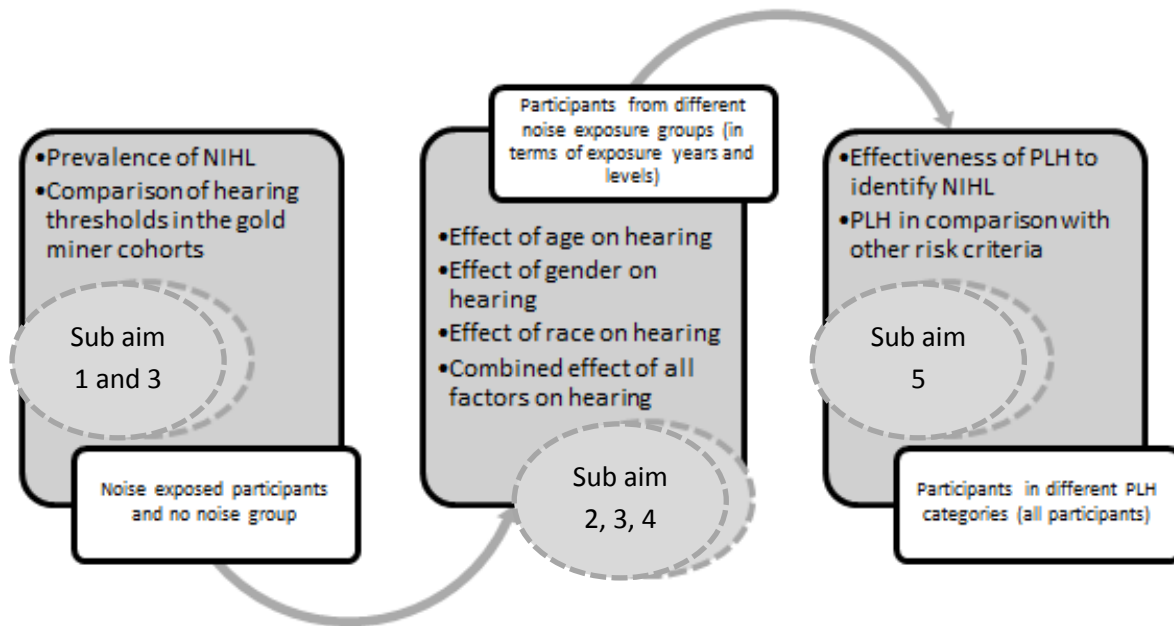 •Prevalence of NIHL
•Comparison of hearing
thresholds in the gold
miner cohorts
Sub aim
1 and 3
Noise exposed participants
and no noise group
Participants from different
noise exposure groups (in
terms of exposure years and
levels)
•Effect of age on hearing
•Effect of gender on
hearing
•Effect of race on hearing
•Combined effect of all
factors on hearing
Sub aim
2, 3, 4
•Effectiveness of PLH to
identify NIHL
•PLH in comparison with
other risk criteria
Sub aim
5
Participants in different PLH
categories (all participants)